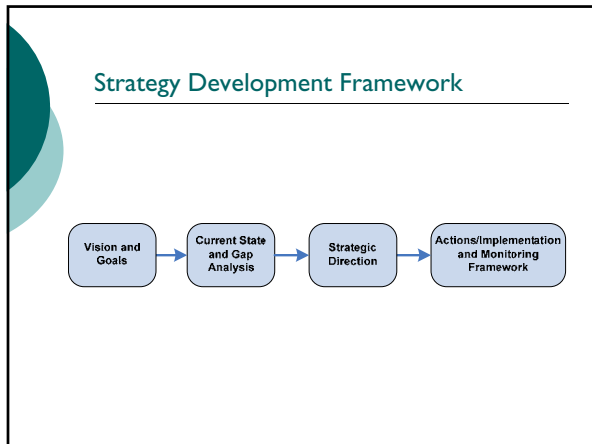 Strategy Development Framework
Vision and
Goals
Current State
and Gap
Analysis
Strategic
Direction
Actions/Implementation
and Monitoring
Framework